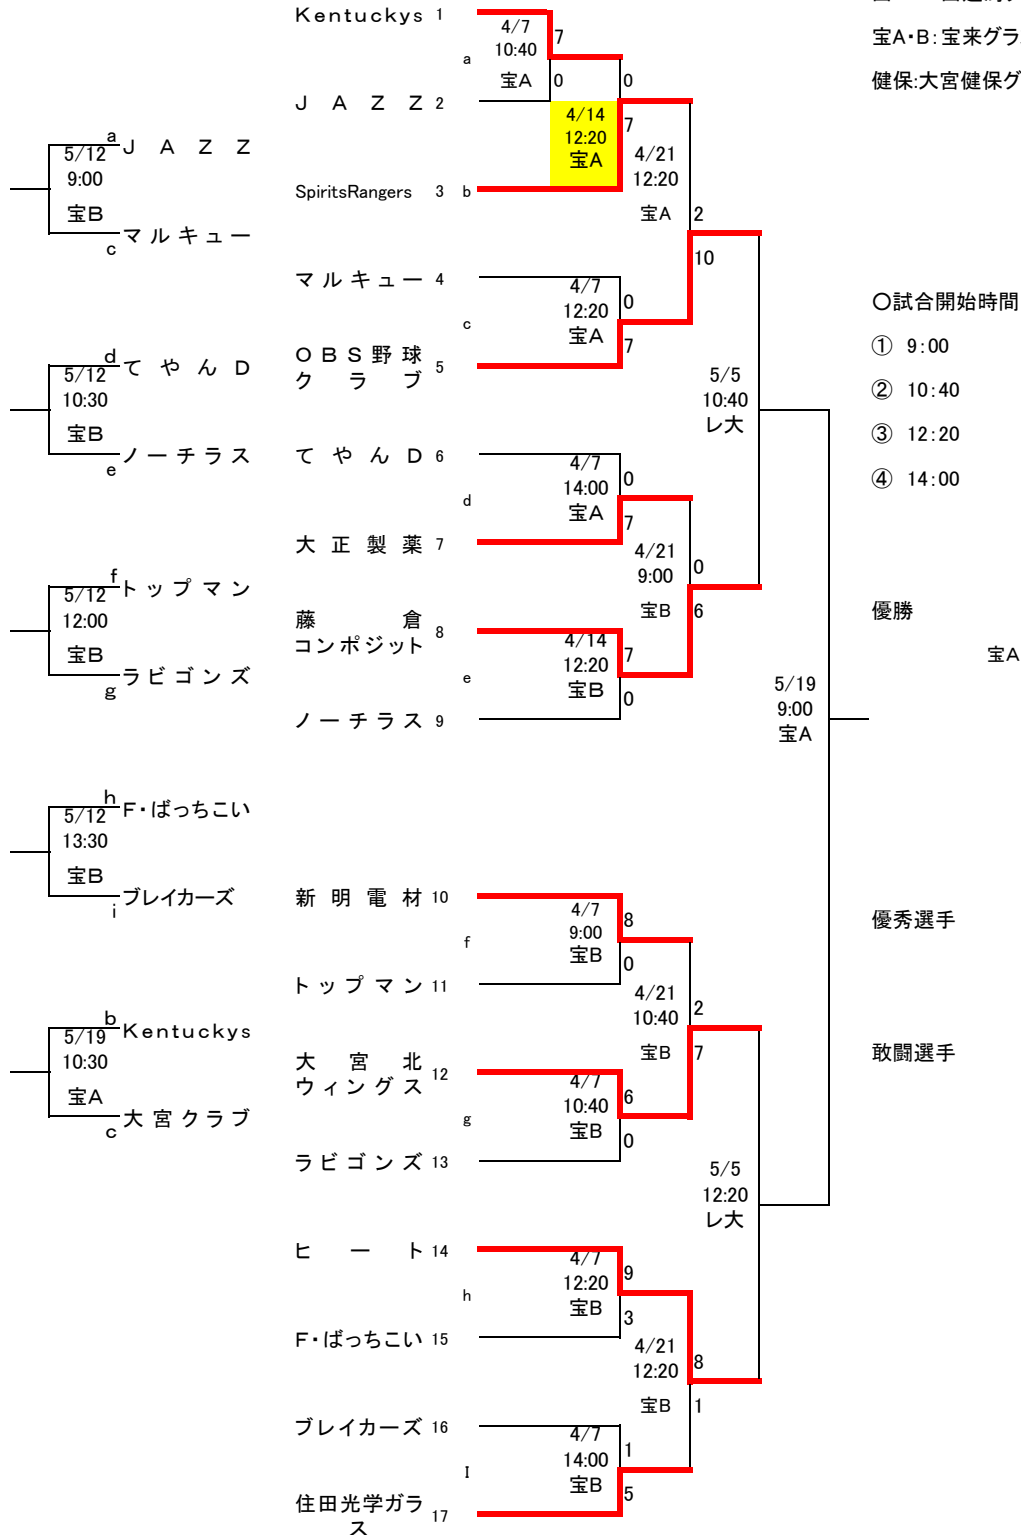 Kentuckys 1
4/7
10:40
宝A
a
7
0
JAZZ 2
4/14
12:20
宝A
0
7
SpiritsRangers 3 b
4/21
12:20
宝A
2
10
マルキュー 4
4/7
12:20
宝A
c
0
7
OBS野球
クラブ 5
5/5
10:40
レ大
てやんD 6
4/7
14:00
宝A
d
0
7
大正製薬 7
4/21
9:00
宝B
0
6
藤倉
コンポジット 8
4/14
12:20
宝B
e
7
0
ノーチラス 9
5/19
9:00
宝A
新明電材 10
4/7
9:00
宝B
f
8
0
トップマン 11
4/21
10:40
宝B
2
7
大宮北
ウィングス 12
4/7
10:40
宝B
g
6
0
ラビゴンズ 13
5/5
12:20
レ大
ヒート 14
4/7
12:20
宝B
h
9
3
F・ばっちこい 15
4/21
12:20
宝B
8
1
ブレイカーズ 16
4/7
14:00
宝B
I
1
5
住田光学ガラ
ス 17
a JAZZ
5/12
9:00
宝B
c マルキュー
d てやんD
5/12
10:30
宝B
e ノーチラス
f トップマン
5/12
12:00
宝B
g ラビゴンズ
h F・ばっちこい
5/12
13:30
宝B
i ブレイカーズ
b Kentuckys
5/19
10:30
宝A
c 大宮クラブ
宝A・B:宝来グラ
健保:大宮健保グ
〇試合開始時間
① 9:00
② 10:40
③ 12:20
④ 14:00
優勝
宝A
優秀選手
敢闘選手